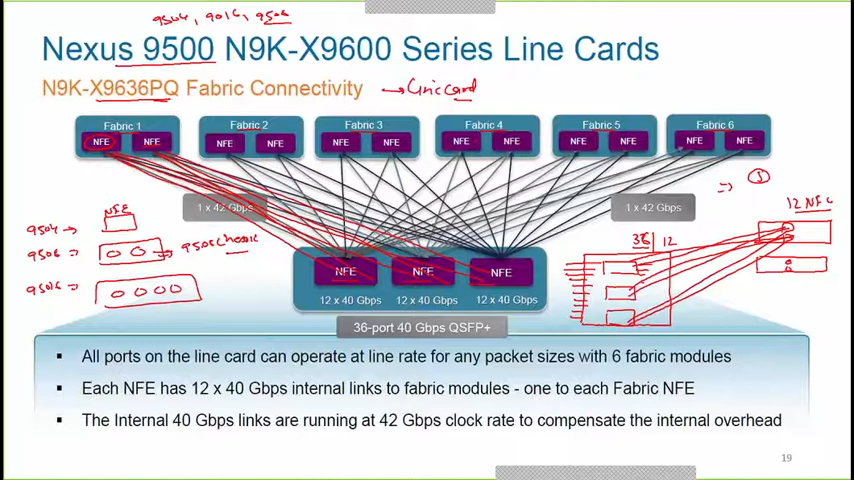 9504, 9016, 9508
Nexus 9500 N9K-X9600 Series Line Cards
N9K-X9636PQ Fabric Connectivity → Line Card
Fabric 1 Fabric 2 Fabric 3 Fabric 4 Fabric 5 Fabric 6
NFE NFE NFE NFE NFE NFE NFE NFE NFE NFE NFE NFE
1 x 42 Gbps 1 x 42 Gbps
12 NFE
NFE
9504 →
36 12
NFE NFE NFE
12 x 40 Gbps 12 x 40 Gbps 12 x 40 Gbps
36-port 40 Gbps QSFP+
All ports on the line card can operate at line rate for any packet sizes with 6 fabric modules
Each NFE has 12 x 40 Gbps internal links to fabric modules - one to each Fabric NFE
The Internal 40 Gbps links are running at 42 Gbps clock rate to compensate the internal overhead
19